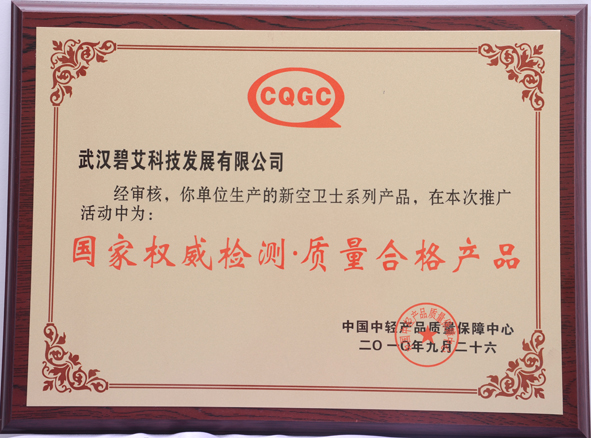 CQGC
武汉碧艾科技发展有限公司
经审核，你单位生产的新空卫士系列产品，在本次推广
活动中为：
国家权威检测·质量合格产品
中国中轻产品质量保障中心
二〇一〇年九月二十六